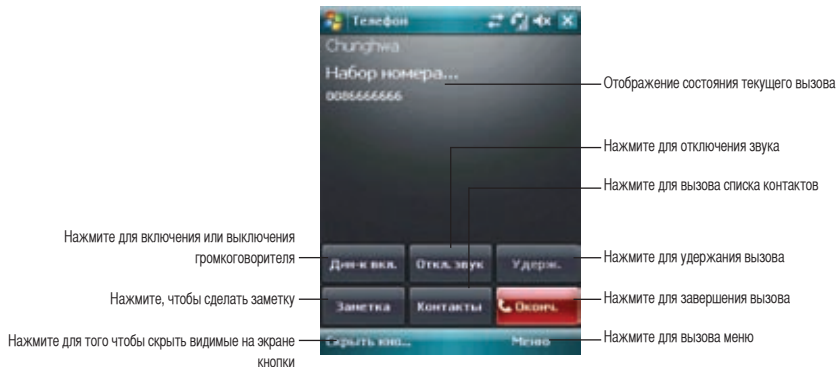 Телефон
Chunghwa
Набор номера...
0086666666
Отображение состояния текущего вызова
Нажмите для отключения звука
Нажмите для вызова списка контактов
Нажмите для включения или выключения
громкоговорителя
Дин-к вкл.
Откл. звук
Удерж.
Нажмите для удержания вызова
Нажмите, чтобы сделать заметку
Заметка
Контакты
Оконч.
Нажмите для завершения вызова
Нажмите для того чтобы скрыть видимые на экране
кнопки
Скрыть кно...
Меню
Нажмите для вызова меню